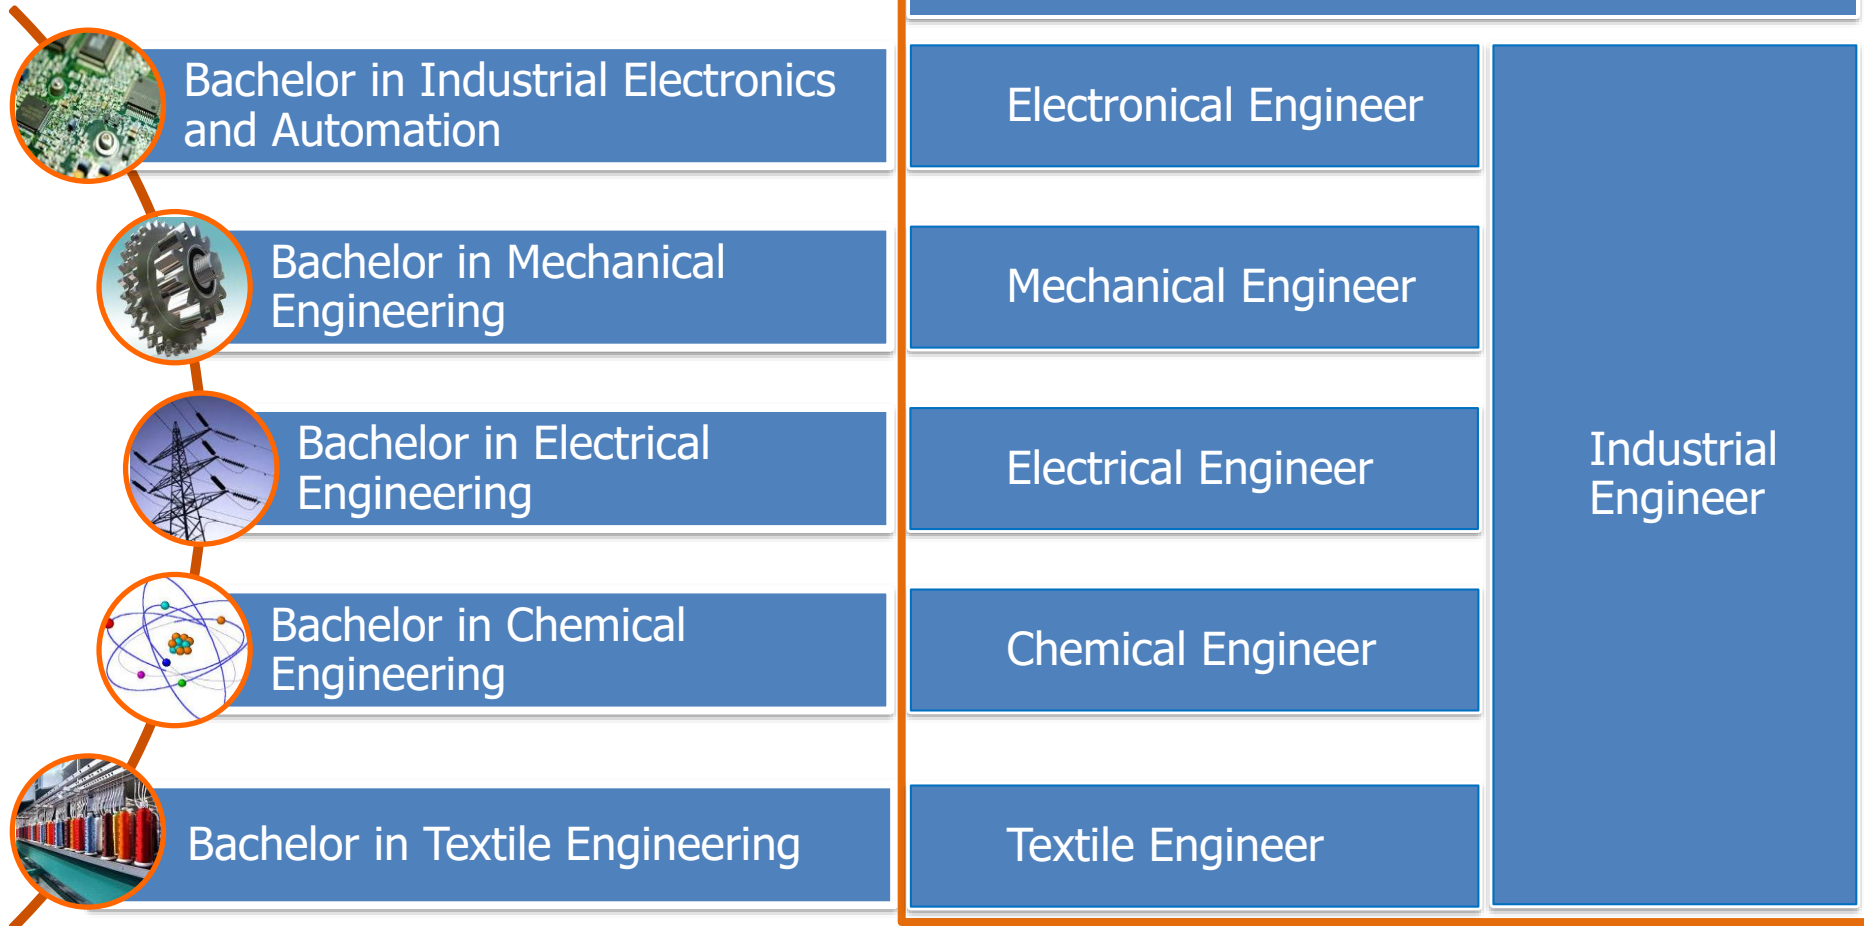 Bachelor in Industrial Electronics
and Automation
Electronical Engineer
Bachelor in Mechanical
Engineering
Mechanical Engineer
Bachelor in Electrical
Engineering
Electrical Engineer
Industrial
Engineer
Bachelor in Chemical
Engineering
Chemical Engineer
Bachelor in Textile Engineering
Textile Engineer